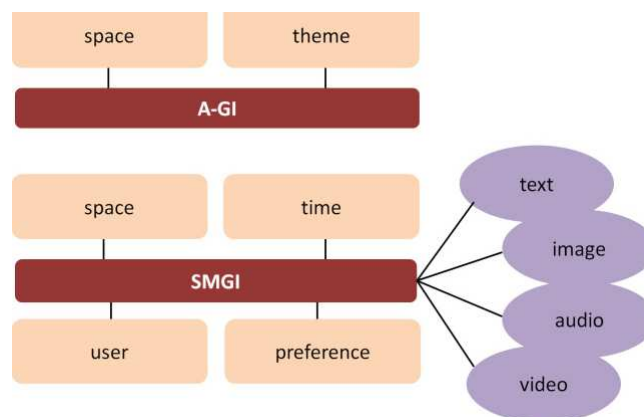 space theme
A-GI
space time
SMGI
user preference
text
image
audio
video